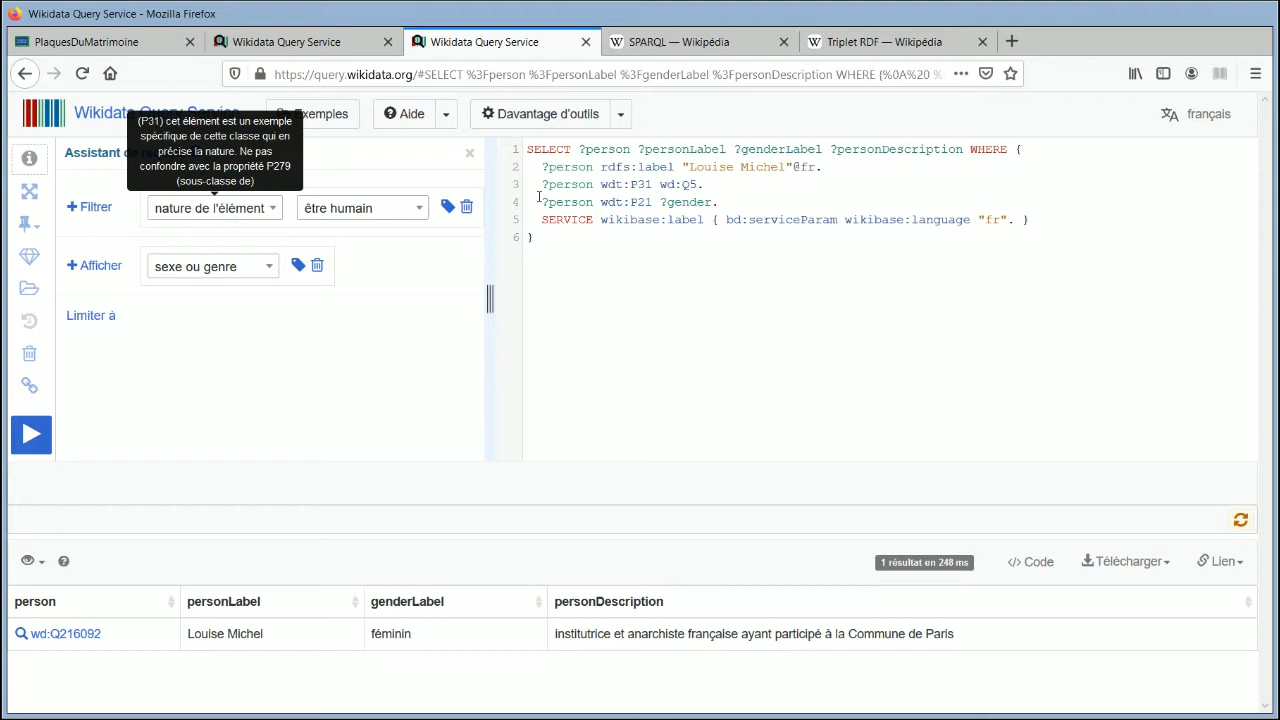 Wikidata Query Service - Mozilla Firefox
PlaquesDuMatrimoine
Wikidata Query Service
Wikidata Query Service
SPARQL — Wikipédia
Triplet RDF — Wikipédia
https://query.wikidata.org/#SELECT %3Fperson %3FpersonLabel %3FgenderLabel %3FpersonDescription WHERE {%0A%20 %
Wikidata Query Service
Exemples
Aide
Davantage d'outils
français
(P31) cet élément est un exemple
spécifique de cette classe qui en
précise la nature. Ne pas
confondre avec la propriété P279
(sous-classe de)
Assistant de
Filtrer
nature de l'élément
être humain
Afficher
sexe ou genre
Limiter à
1 SELECT ?person ?personLabel ?genderLabel ?personDescription WHERE {
2 ?person rdfs:label "Louise Michel"@fr.
3 ?person wdt:P31 wd:Q5.
4 ?person wdt:P21 ?gender.
5 SERVICE wikibase:label { bd:serviceParam wikibase:language "fr". }
6 }
1 résultat en 248 ms
</> Code
Télécharger
Lien
person personLabel genderLabel personDescription
wd:Q216092 Louise Michel féminin institutrice et anarchiste française ayant participé à la Commune de Paris